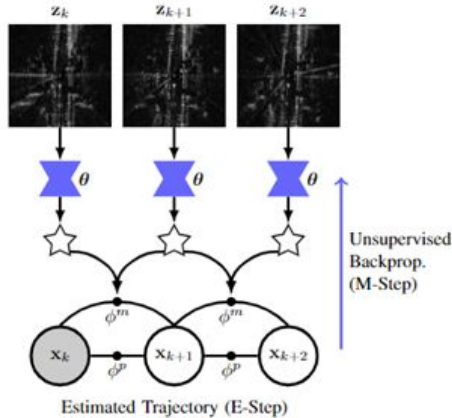 z_k z_{k+1} z_{k+2}
θ θ θ
Unsupervised
Backprop.
(M-Step)
ϕ^m ϕ^m
x_k x_{k+1} x_{k+2}
ϕ^p ϕ^p
Estimated Trajectory (E-Step)